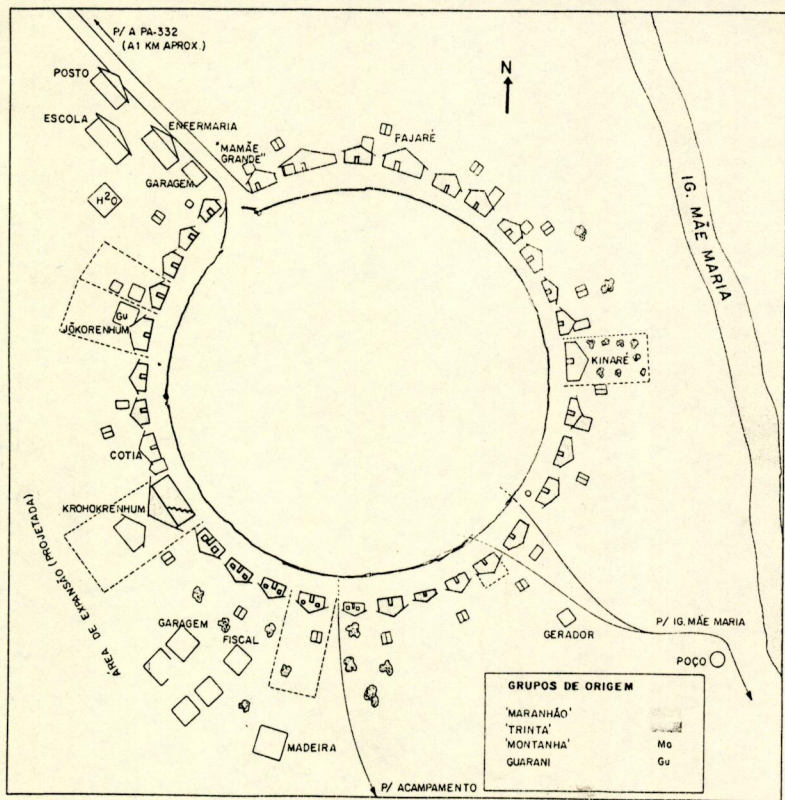 P/ A PA-332
(A1 KM APROX.)
POSTO
N
ESCOLA
ENFERMARIA
"MAMÃE
GRANDE"
PAJARÉ
GARAGEM
H²O
IG. MÃE MARIA
Gu
JÕKORENHUM
KINARÉ
COTIA
KROHOKRENHUM
ÁREA DE EXPANSÃO (PROJETADA)
GARAGEM
FISCAL
GERADOR
P/ IG. MÃE MARIA
POÇO
MADEIRA
P/ ACAMPAMENTO
GRUPOS DE ORIGEM
'MARANHÃO'
'TRINTA'
'MONTANHA' Mo
GUARANI Gu